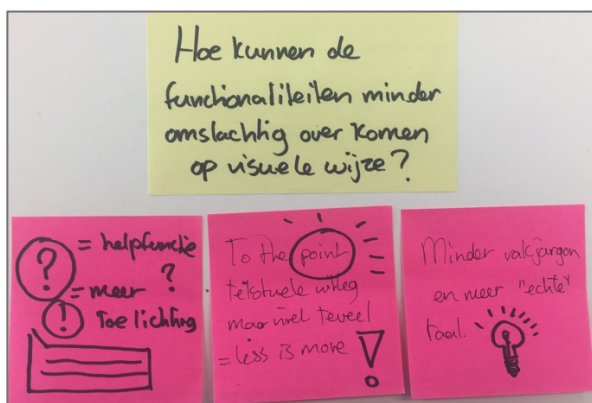 Hoe kunnen de
functionaliteiten minder
omslachtig over komen
op visuele wijze?
? = helpfunctie
= meer ?
! Toelichting
To the point
tekstuele uitleg
maar niet teveel
= less is more !
Minder vakjargon
en meer "echte"
taal.